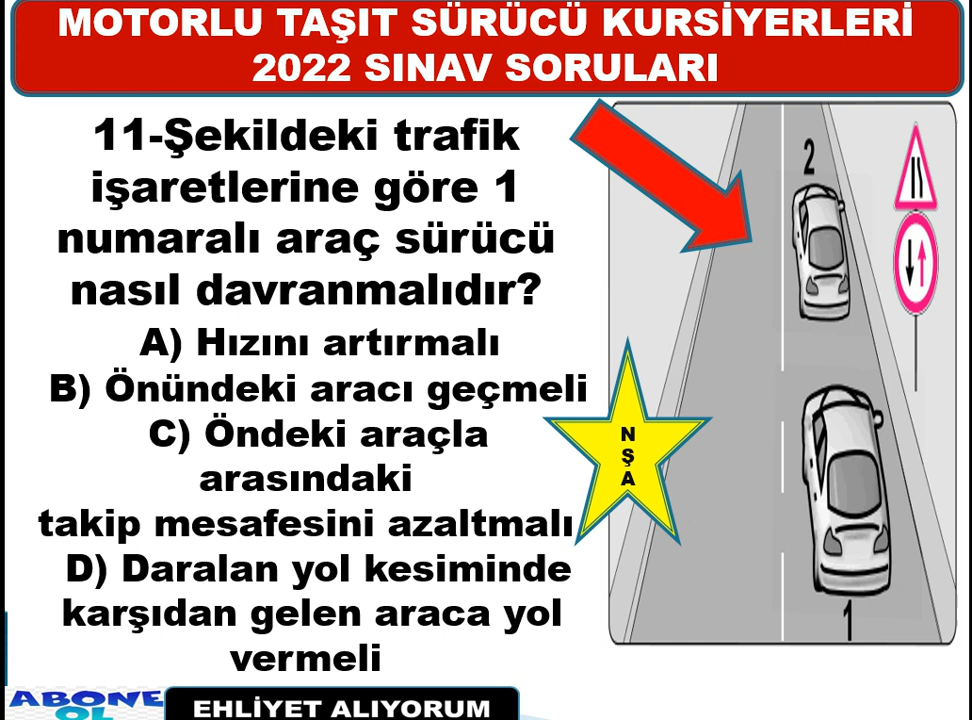 MOTORLU TAŞIT SÜRÜCÜ KURSİYERLERİ
2022 SINAV SORULARI
11-Şekildeki trafik
işaretlerine göre 1
numaralı araç sürücü
nasıl davranmalıdır?
A) Hızını artırmalı
B) Önündeki aracı geçmeli
C) Öndeki araçla
arasındaki
takip mesafesini azaltmalı
D) Daralan yol kesiminde
karşıdan gelen araca yol
vermeli
2
1
N
Ş
A
ABONE
OL
EHLİYET ALIYORUM